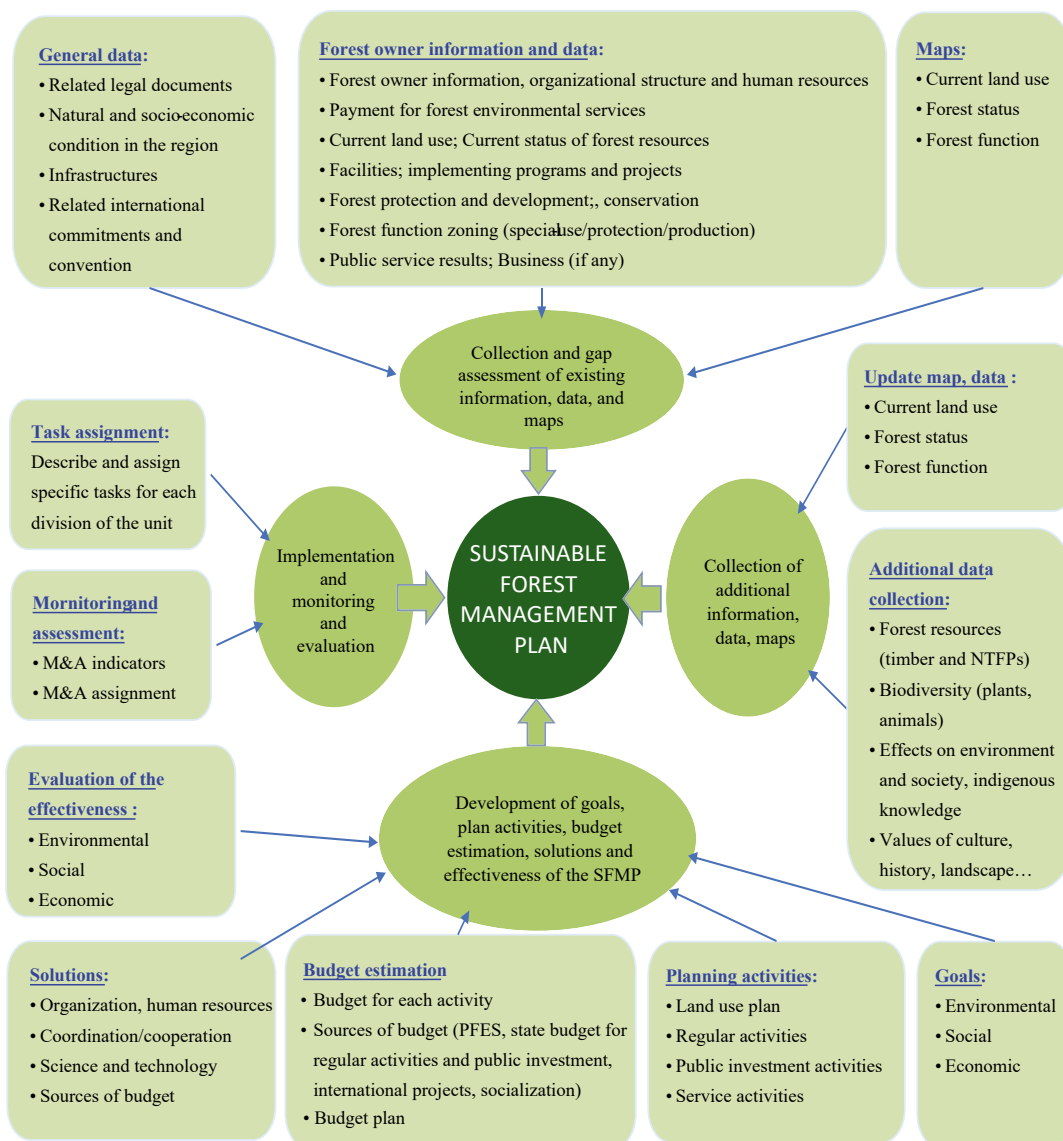 General data:
• Related legal documents
• Natural and socio-economic
condition in the region
• Infrastructures
• Related international
commitments and
convention
Forest owner information and data:
• Forest owner information, organizational structure and human resources
• Payment for forest environmental services
• Current land use; Current status of forest resources
• Facilities; implementing programs and projects
• Forest protection and development;, conservation
• Forest function zoning (special-use/protection/production)
• Public service results; Business (if any)
Maps:
• Current land use
• Forest status
• Forest function
Collection and gap
assessment of existing
information, data, and
maps
Update map, data :
• Current land use
• Forest status
• Forest function
Task assignment:
Describe and assign
specific tasks for each
division of the unit
Implementation
and
monitoring
and
evaluation
SUSTAINABLE
FOREST
MANAGEMENT
PLAN
Collection of
additional
information,
data, maps
Additional data
collection:
• Forest resources
(timber and NTFPs)
• Biodiversity (plants,
animals)
• Effects on environment
and society, indigenous
knowledge
• Values of culture,
history, landscape…
Mornitoring and
assessment:
• M&A indicators
• M&A assignment
Evaluation of the
effectiveness :
• Environmental
• Social
• Economic
Development of goals,
plan activities, budget
estimation, solutions and
effectiveness of the SFMP
Solutions:
• Organization, human resources
• Coordination/cooperation
• Science and technology
• Sources of budget
Budget estimation
• Budget for each activity
• Sources of budget (PFES, state budget for
regular activities and public investment,
international projects, socialization)
• Budget plan
Planning activities:
• Land use plan
• Regular activities
• Public investment activities
• Service activities
Goals:
• Environmental
• Social
• Economic